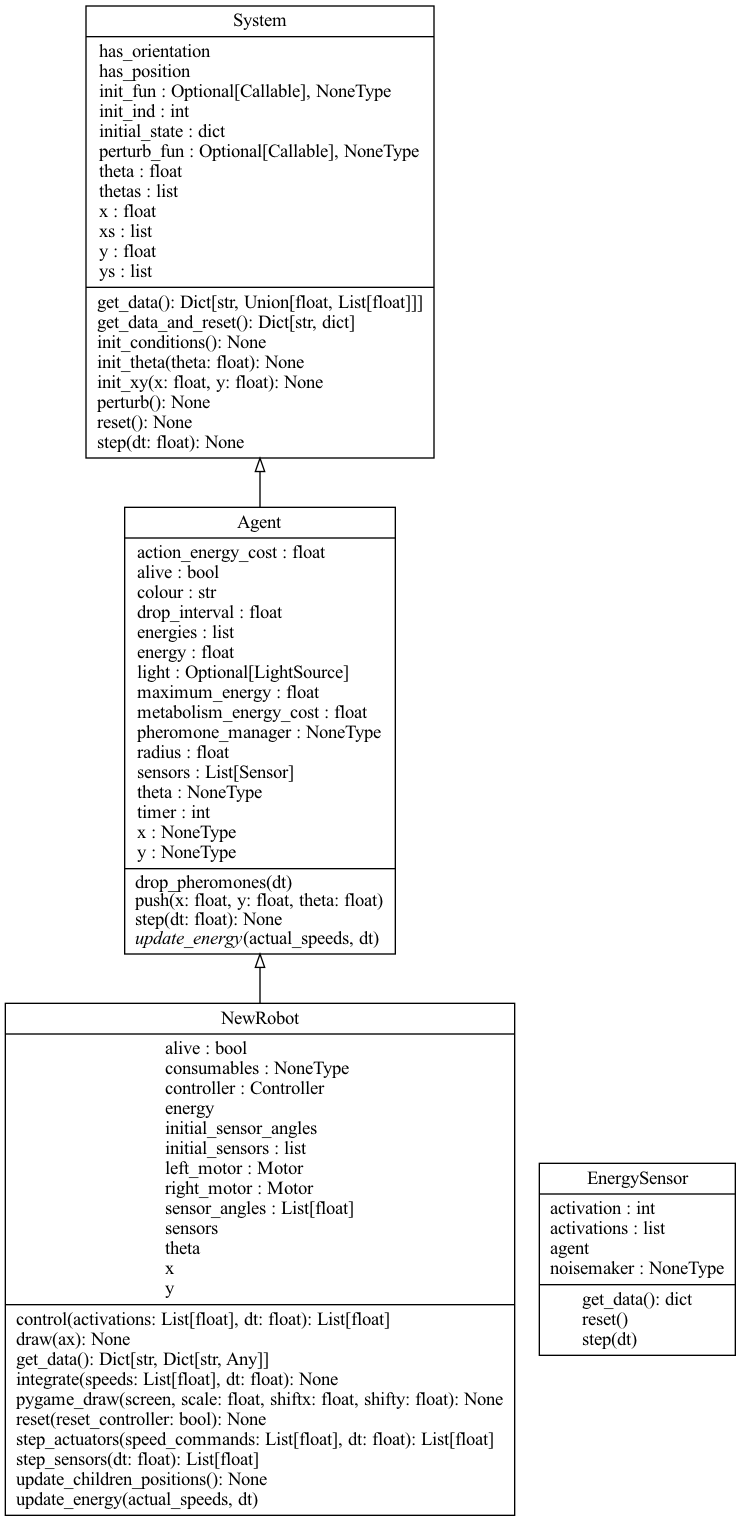 System
has_orientation
has_position
init_fun : Optional[Callable], NoneType
init_ind : int
initial_state : dict
perturb_fun : Optional[Callable], NoneType
theta : float
thetas : list
x : float
xs : list
y : float
ys : list
get_data(): Dict[str, Union[float, List[float]]]
get_data_and_reset(): Dict[str, dict]
init_conditions(): None
init_theta(theta: float): None
init_xy(x: float, y: float): None
perturb(): None
reset(): None
step(dt: float): None
Agent
action_energy_cost : float
alive : bool
colour : str
drop_interval : float
energies : list
energy : float
light : Optional[LightSource]
maximum_energy : float
metabolism_energy_cost : float
pheromone_manager : NoneType
radius : float
sensors : List[Sensor]
theta : NoneType
timer : int
x : NoneType
y : NoneType
drop_pheromones(dt)
push(x: float, y: float, theta: float)
step(dt: float): None
update_energy(actual_speeds, dt)
NewRobot
alive : bool
consumables : NoneType
controller : Controller
energy
initial_sensor_angles
initial_sensors : list
left_motor : Motor
right_motor : Motor
sensor_angles : List[float]
sensors
theta
x
y
control(activations: List[float], dt: float): List[float]
draw(ax): None
get_data(): Dict[str, Dict[str, Any]]
integrate(speeds: List[float], dt: float): None
pygame_draw(screen, scale: float, shiftx: float, shifty: float): None
reset(reset_controller: bool): None
step_actuators(speed_commands: List[float], dt: float): List[float]
step_sensors(dt: float): List[float]
update_children_positions(): None
update_energy(actual_speeds, dt)
EnergySensor
activation : int
activations : list
agent
noisemaker : NoneType
get_data(): dict
reset()
step(dt)